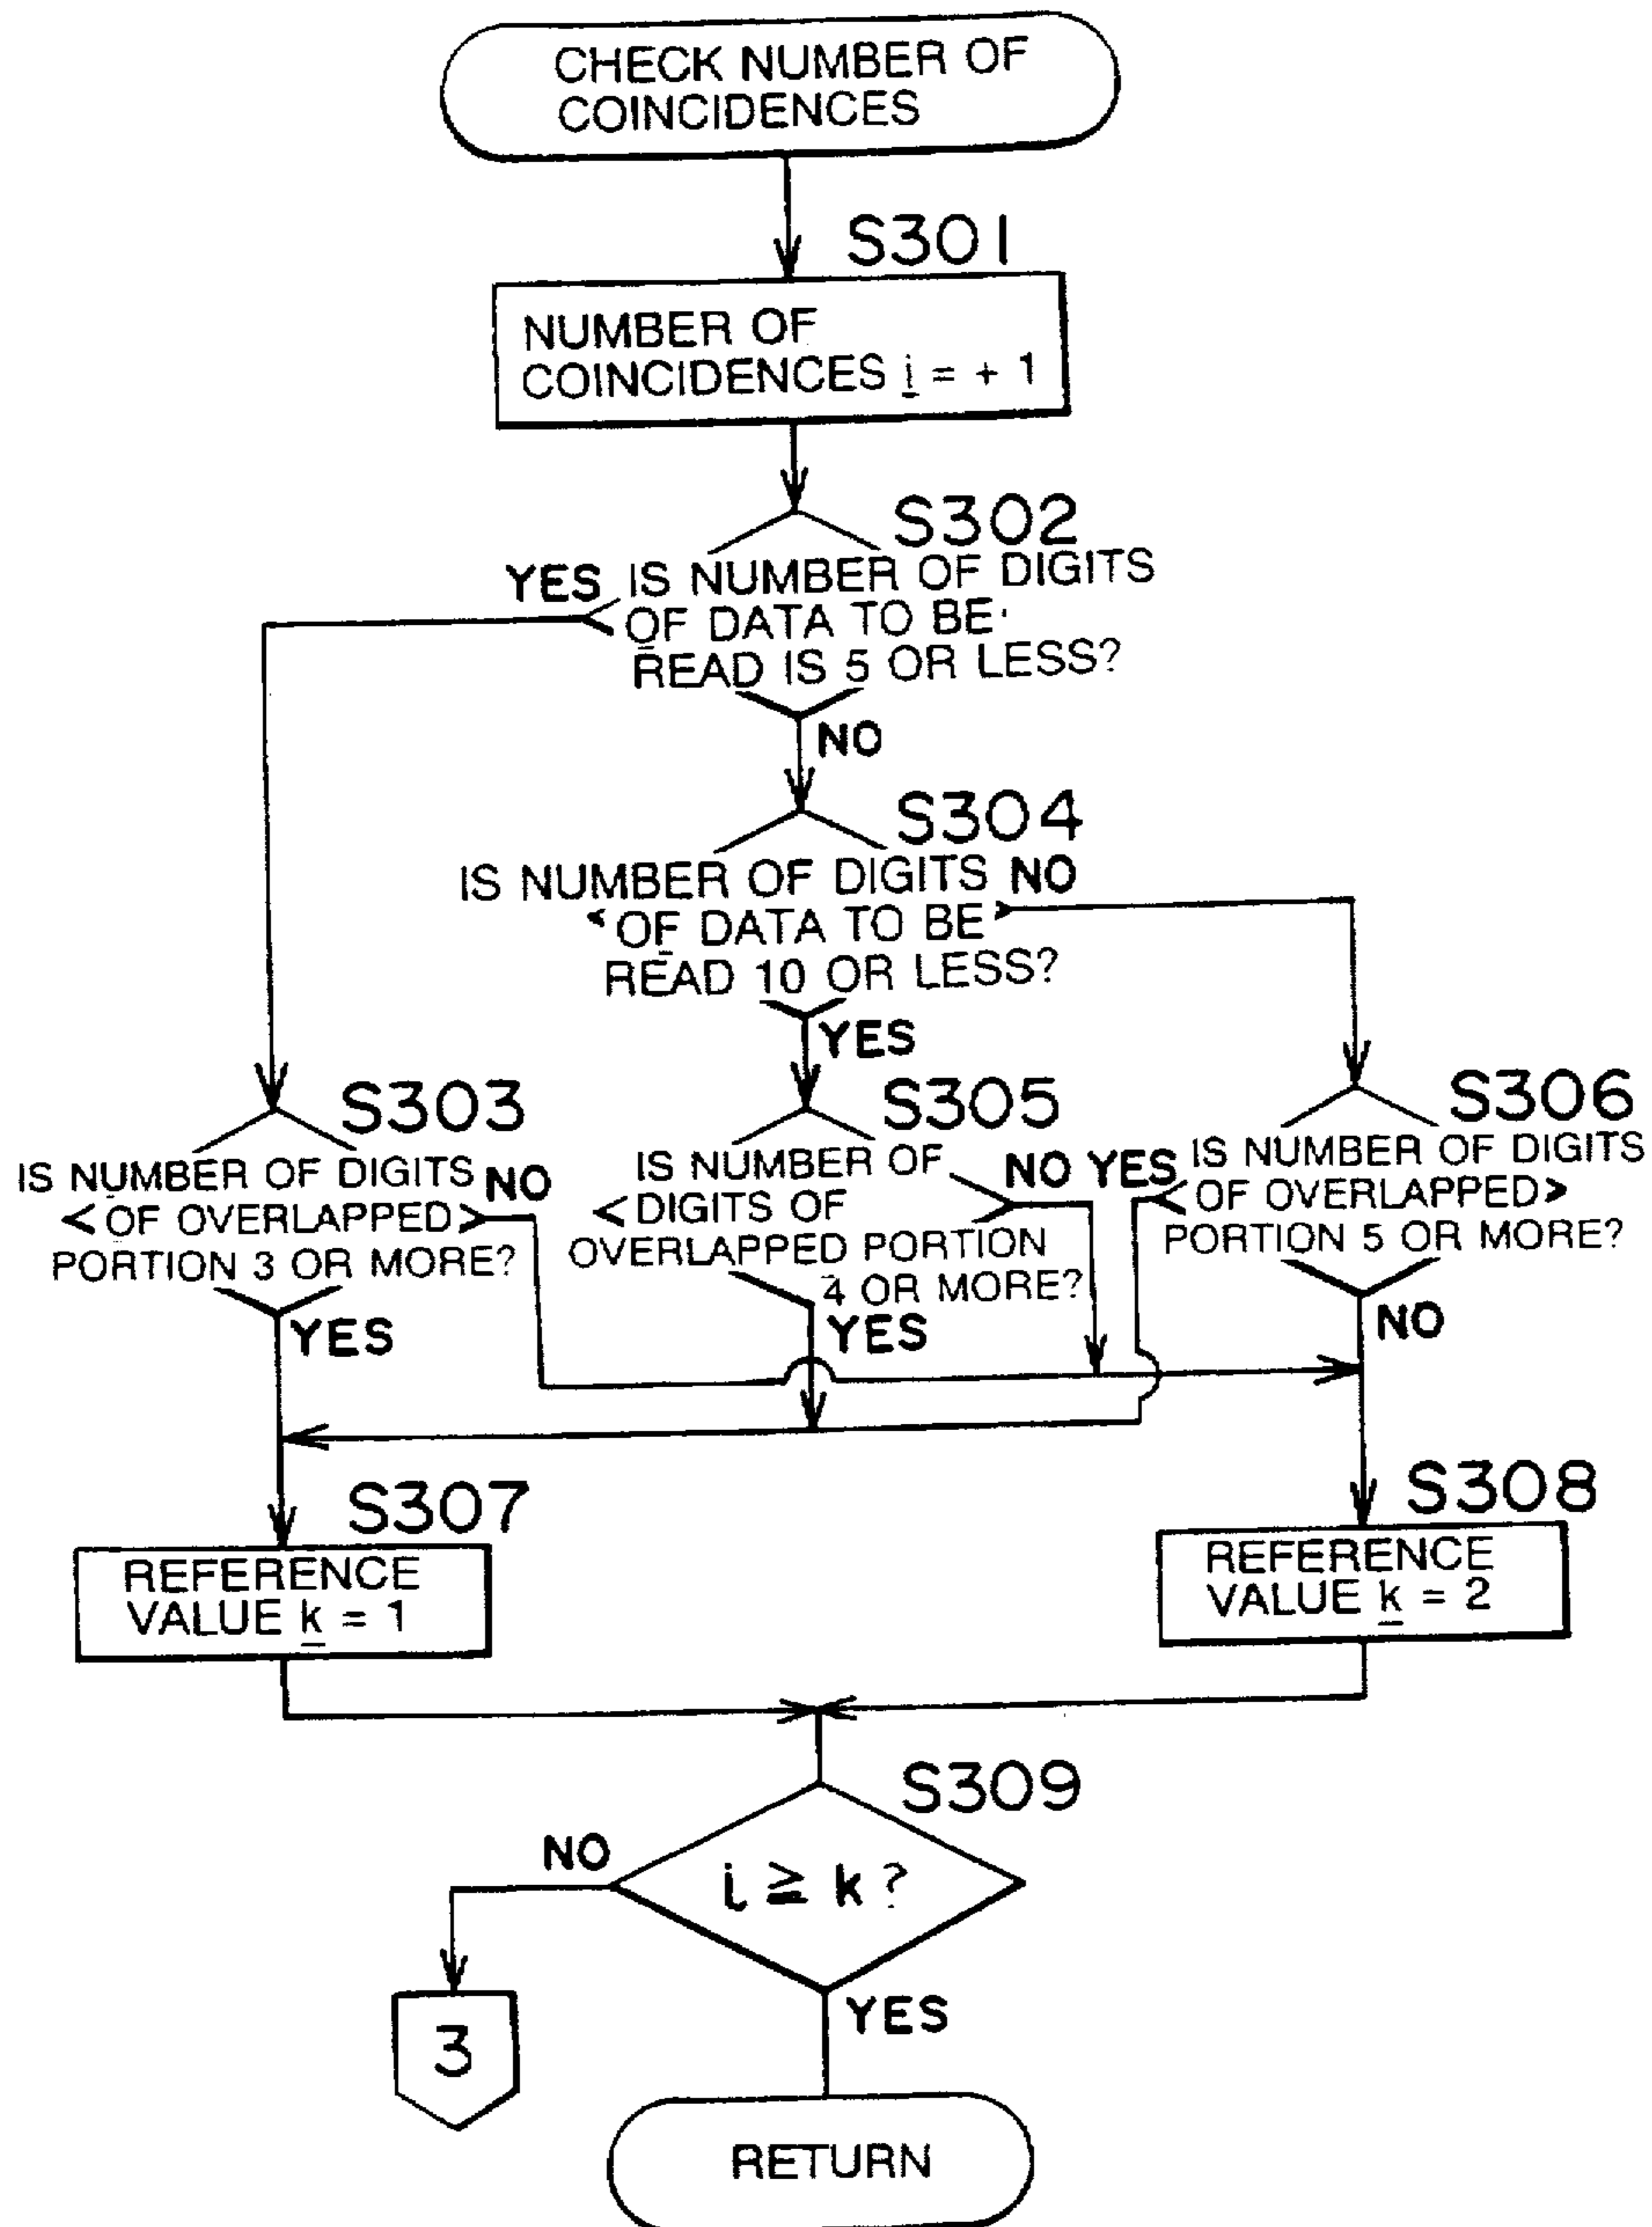 CHECK NUMBER OF
COINCIDENCES
S301
NUMBER OF
COINCIDENCES i = + 1
S302
YES
IS NUMBER OF DIGITS
OF DATA TO BE
READ IS 5 OR LESS?
NO
S304
IS NUMBER OF DIGITS
OF DATA TO BE
READ 10 OR LESS?
NO
YES
S303
IS NUMBER OF DIGITS
OF OVERLAPPED
PORTION 3 OR MORE?
NO
YES
S305
IS NUMBER OF
DIGITS OF
OVERLAPPED PORTION
4 OR MORE?
NO
YES
S306
YES
IS NUMBER OF DIGITS
OF OVERLAPPED
PORTION 5 OR MORE?
NO
S307
REFERENCE
VALUE k = 1
S308
REFERENCE
VALUE k = 2
S309
NO
i ≧ k ?
3
YES
RETURN